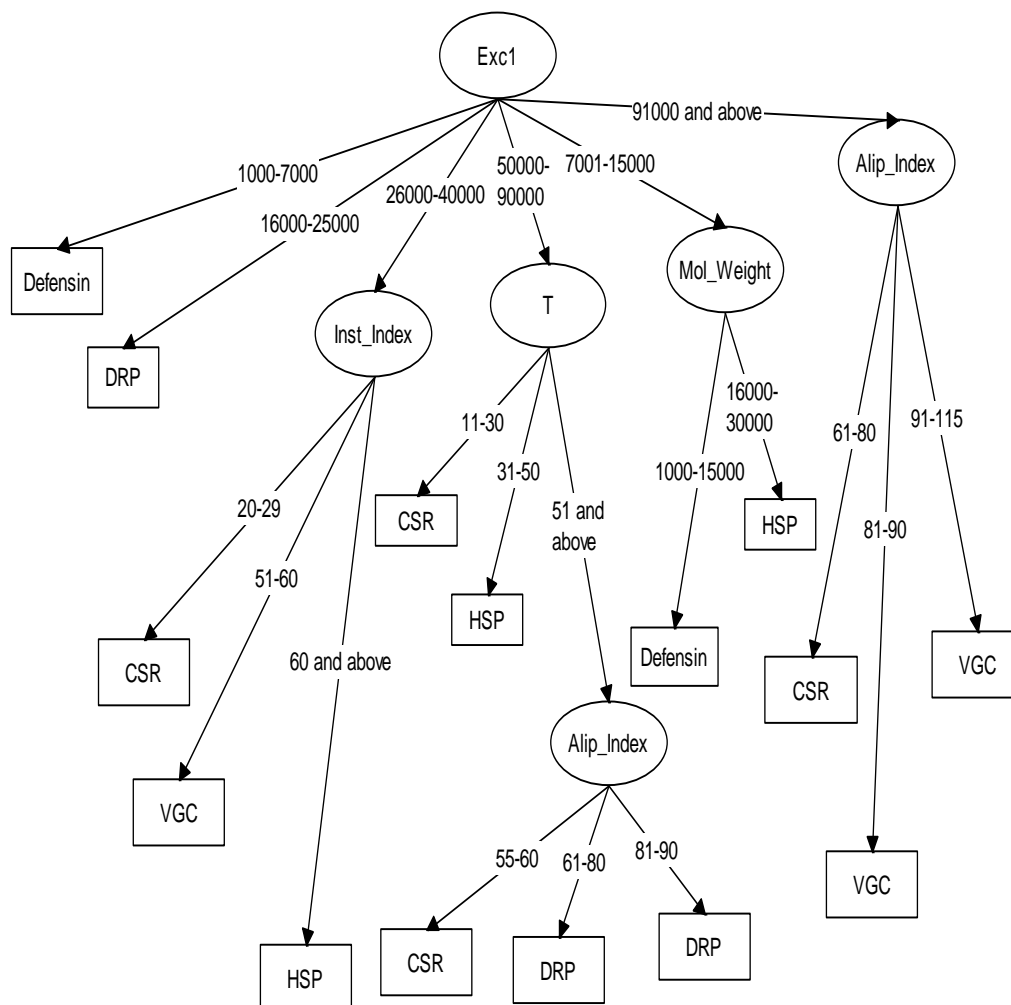 Exc1
91000 and above
Alip_Index
1000-7000
16000-25000
26000-40000
50000-
90000
7001-15000
Defensin
DRP
Inst_Index
T
Mol_Weight
20-29
51-60
60 and above
CSR
VGC
HSP
11-30
31-50
51 and
above
CSR
HSP
Alip_Index
55-60
61-80
81-90
CSR
DRP
DRP
1000-15000
16000-
30000
Defensin
HSP
61-80
81-90
91-115
CSR
VGC
VGC